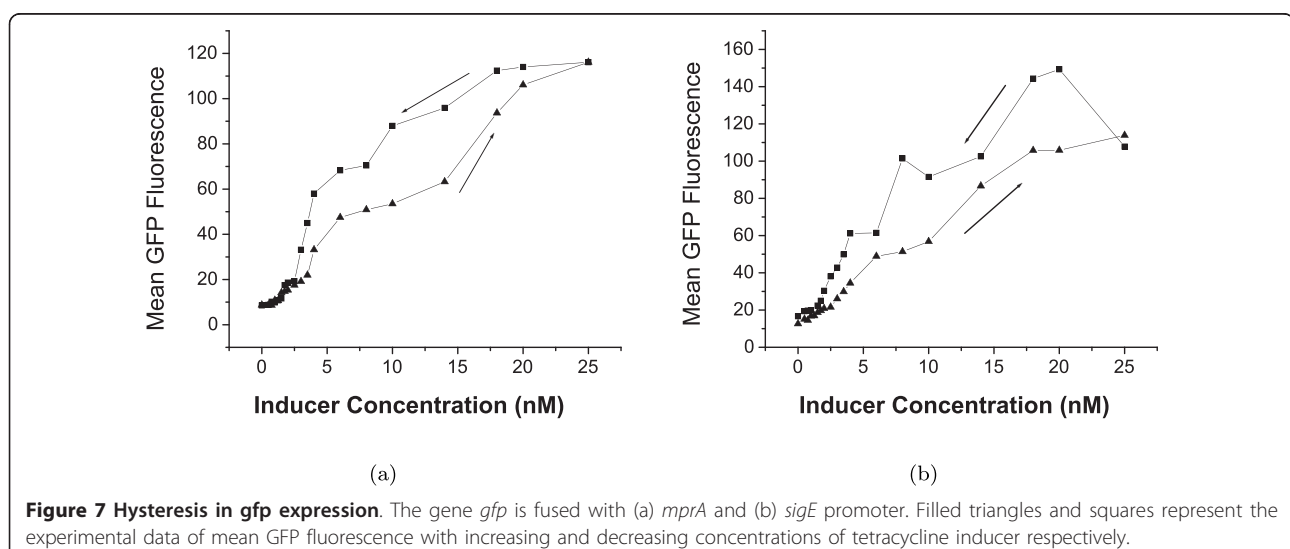 120
100
80
60
40
20
0
Mean GFP Fluorescence
0 5 10 15 20 25
Inducer Concentration (nM)
(a)
160
140
120
100
80
60
40
20
0
Mean GFP Fluorescence
0 5 10 15 20 25
Inducer Concentration (nM)
(b)
Figure 7 Hysteresis in gfp expression. The gene gfp is fused with (a) mprA and (b) sigE promoter. Filled triangles and squares represent the
experimental data of mean GFP fluorescence with increasing and decreasing concentrations of tetracycline inducer respectively.